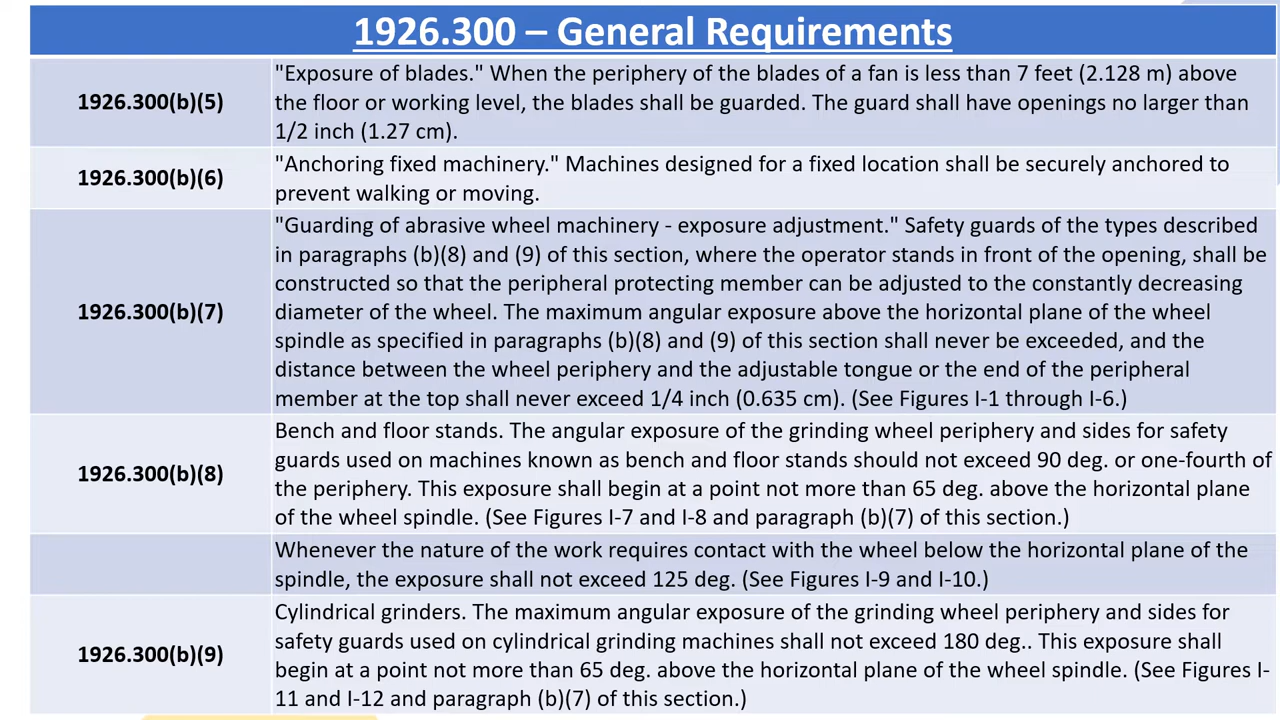 1926.300 – General Requirements
1926.300(b)(5)
"Exposure of blades." When the periphery of the blades of a fan is less than 7 feet (2.128 m) above
the floor or working level, the blades shall be guarded. The guard shall have openings no larger than
1/2 inch (1.27 cm).
1926.300(b)(6)
"Anchoring fixed machinery." Machines designed for a fixed location shall be securely anchored to
prevent walking or moving.
1926.300(b)(7)
"Guarding of abrasive wheel machinery - exposure adjustment." Safety guards of the types described
in paragraphs (b)(8) and (9) of this section, where the operator stands in front of the opening, shall be
constructed so that the peripheral protecting member can be adjusted to the constantly decreasing
diameter of the wheel. The maximum angular exposure above the horizontal plane of the wheel
spindle as specified in paragraphs (b)(8) and (9) of this section shall never be exceeded, and the
distance between the wheel periphery and the adjustable tongue or the end of the peripheral
member at the top shall never exceed 1/4 inch (0.635 cm). (See Figures I-1 through I-6.)
1926.300(b)(8)
Bench and floor stands. The angular exposure of the grinding wheel periphery and sides for safety
guards used on machines known as bench and floor stands should not exceed 90 deg. or one-fourth of
the periphery. This exposure shall begin at a point not more than 65 deg. above the horizontal plane
of the wheel spindle. (See Figures I-7 and I-8 and paragraph (b)(7) of this section.)
Whenever the nature of the work requires contact with the wheel below the horizontal plane of the
spindle, the exposure shall not exceed 125 deg. (See Figures I-9 and I-10.)
1926.300(b)(9)
Cylindrical grinders. The maximum angular exposure of the grinding wheel periphery and sides for
safety guards used on cylindrical grinding machines shall not exceed 180 deg.. This exposure shall
begin at a point not more than 65 deg. above the horizontal plane of the wheel spindle. (See Figures I-
11 and I-12 and paragraph (b)(7) of this section.)